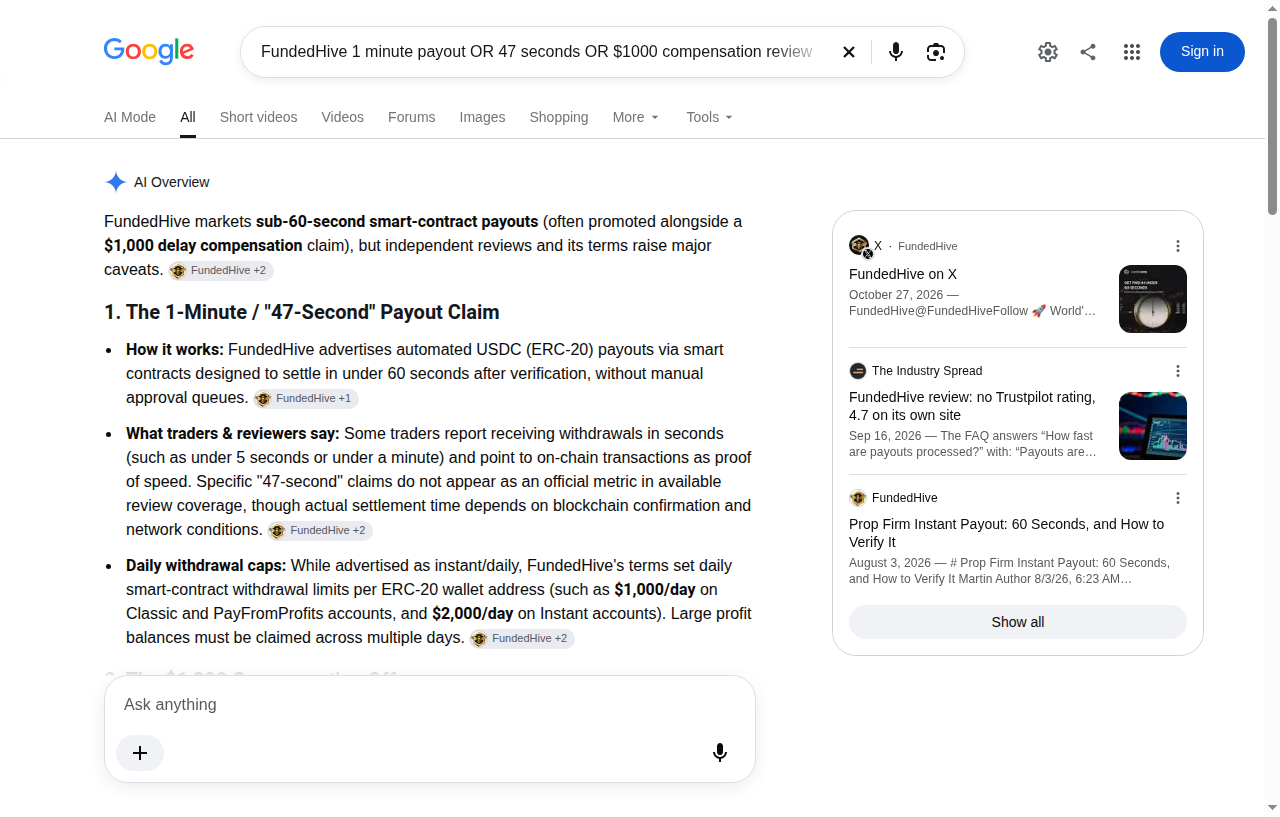 Google
FundedHive 1 minute payout OR 47 seconds OR $1000 compensation review
Sign in
AI Mode
All
Short videos
Videos
Forums
Images
Shopping
More
Tools
AI Overview
FundedHive markets sub-60-second smart-contract payouts (often promoted alongside a
$1,000 delay compensation claim), but independent reviews and its terms raise major
caveats. FundedHive +2
1. The 1-Minute / "47-Second" Payout Claim
• How it works: FundedHive advertises automated USDC (ERC-20) payouts via smart
contracts designed to settle in under 60 seconds after verification, without manual
approval queues. FundedHive +1
• What traders & reviewers say: Some traders report receiving withdrawals in seconds
(such as under 5 seconds or under a minute) and point to on-chain transactions as proof
of speed. Specific "47-second" claims do not appear as an official metric in available
review coverage, though actual settlement time depends on blockchain confirmation and
network conditions. FundedHive +2
• Daily withdrawal caps: While advertised as instant/daily, FundedHive's terms set daily
smart-contract withdrawal limits per ERC-20 wallet address (such as $1,000/day on
Classic and PayFromProfits accounts, and $2,000/day on Instant accounts). Large profit
balances must be claimed across multiple days. FundedHive +2
Ask anything
X · FundedHive
FundedHive on X
October 27, 2026 —
FundedHive@FundedHiveFollow 🚀 World'...
The Industry Spread
FundedHive review: no Trustpilot rating,
4.7 on its own site
Sep 16, 2026 — The FAQ answers “How fast
are payouts processed?” with: “Payouts are...
FundedHive
Prop Firm Instant Payout: 60 Seconds, and How to
Verify It
August 3, 2026 — # Prop Firm Instant Payout: 60 Seconds,
and How to Verify It Martin Author 8/3/26, 6:23 AM...
Show all